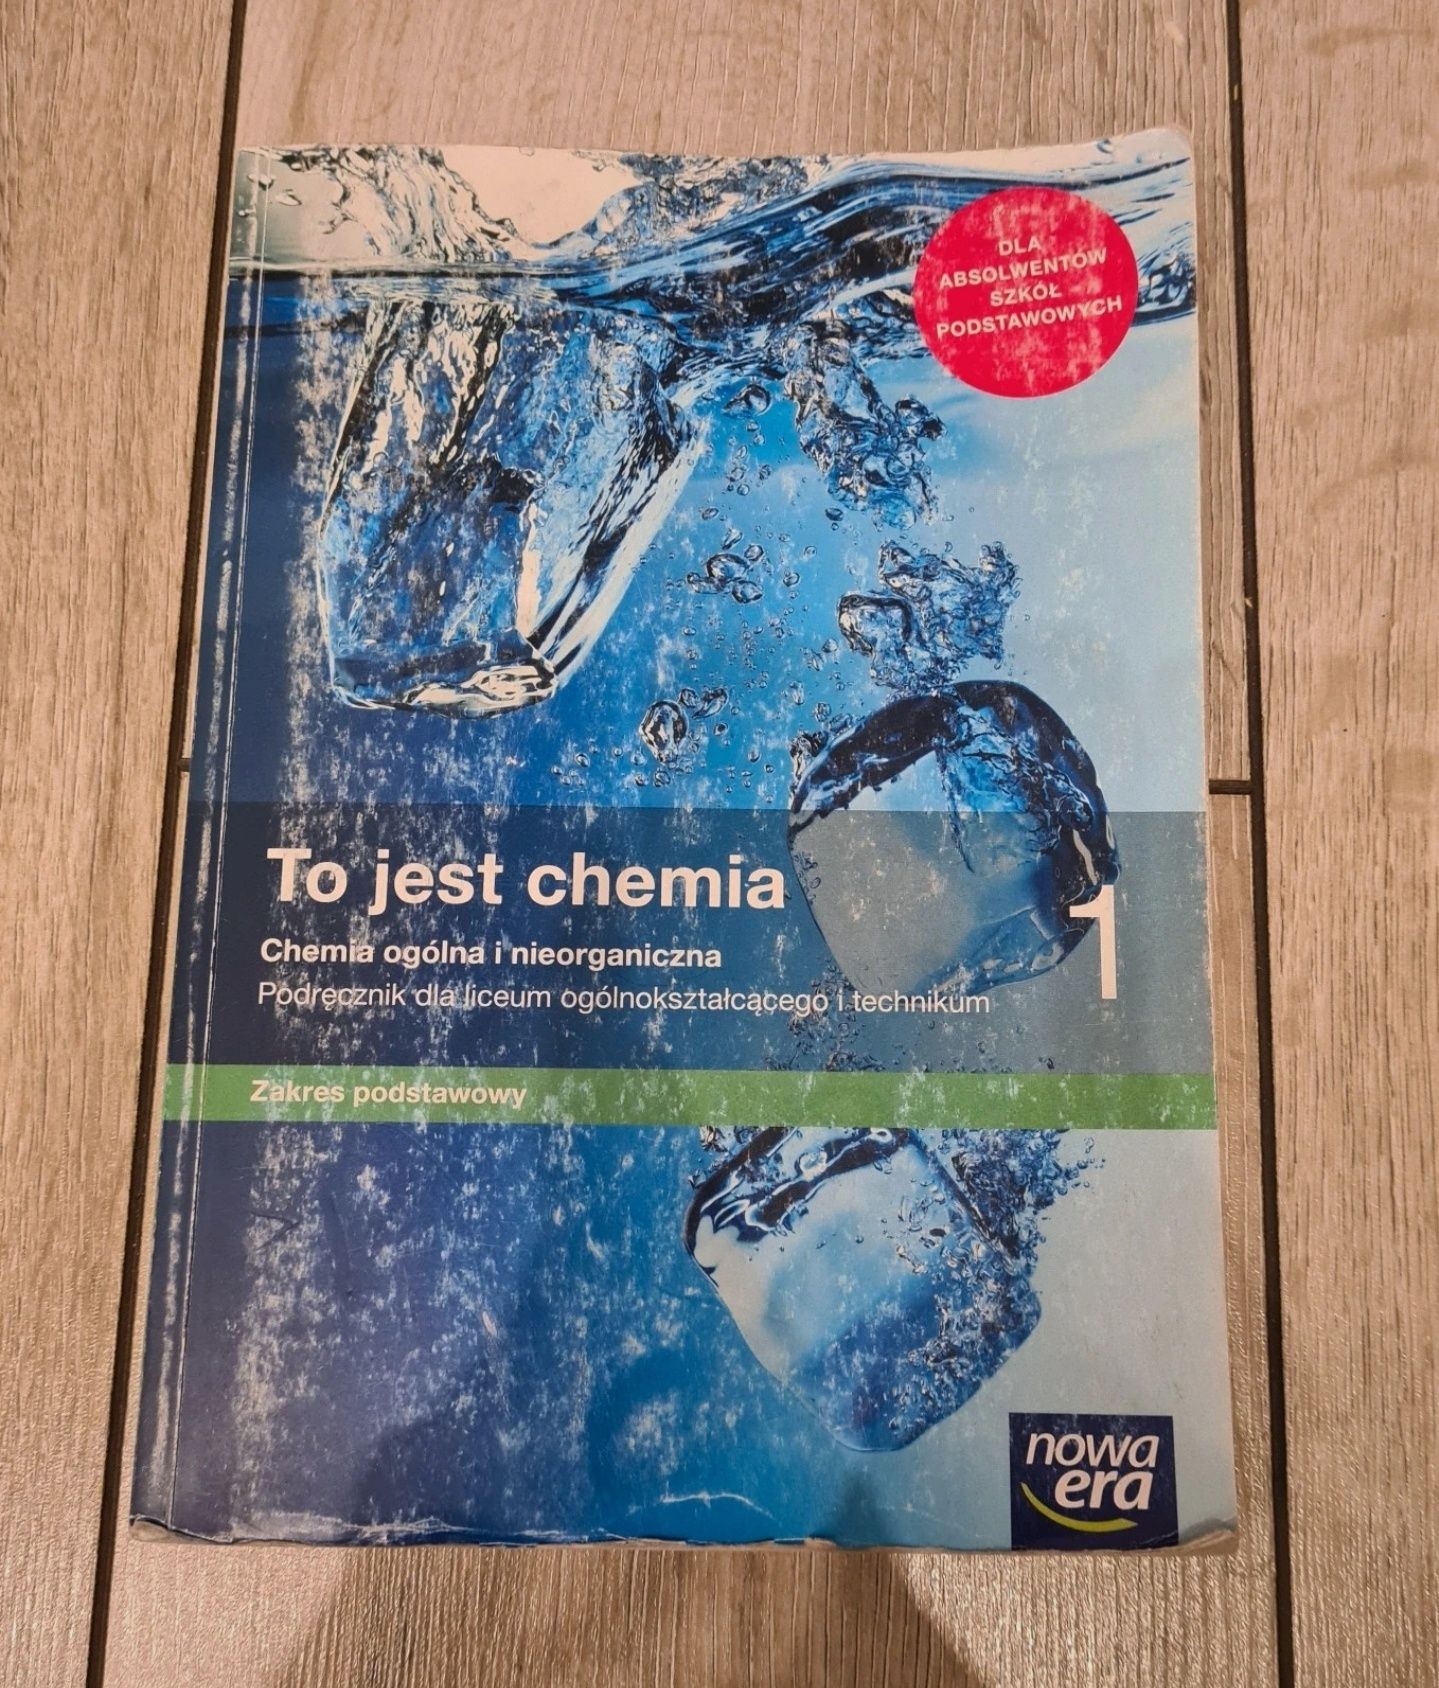 DLA
ABSOLWENTÓW
SZKÓŁ
PODSTAWOWYCH
To jest chemia
1
Chemia ogólna i nieorganiczna
Podręcznik dla liceum ogólnokształcącego i technikum
Zakres podstawowy
nowa
era